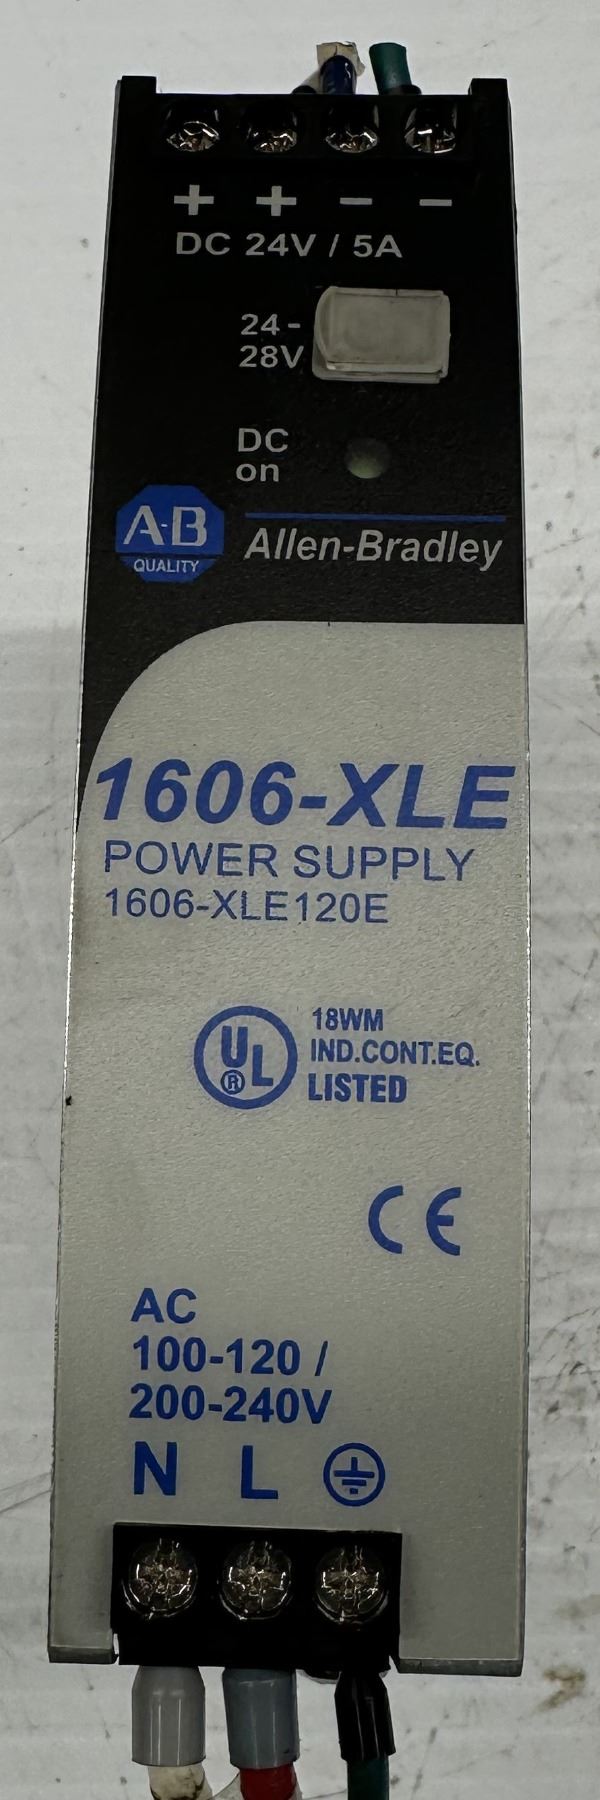 + + − −
DC 24V / 5A
24-
28V
DC
on
A-B
QUALITY
Allen-Bradley
1606-XLE
POWER SUPPLY
1606-XLE120E
UL
®
18WM
IND.CONT.EQ.
LISTED
CE
AC
100-120 /
200-240V
N L